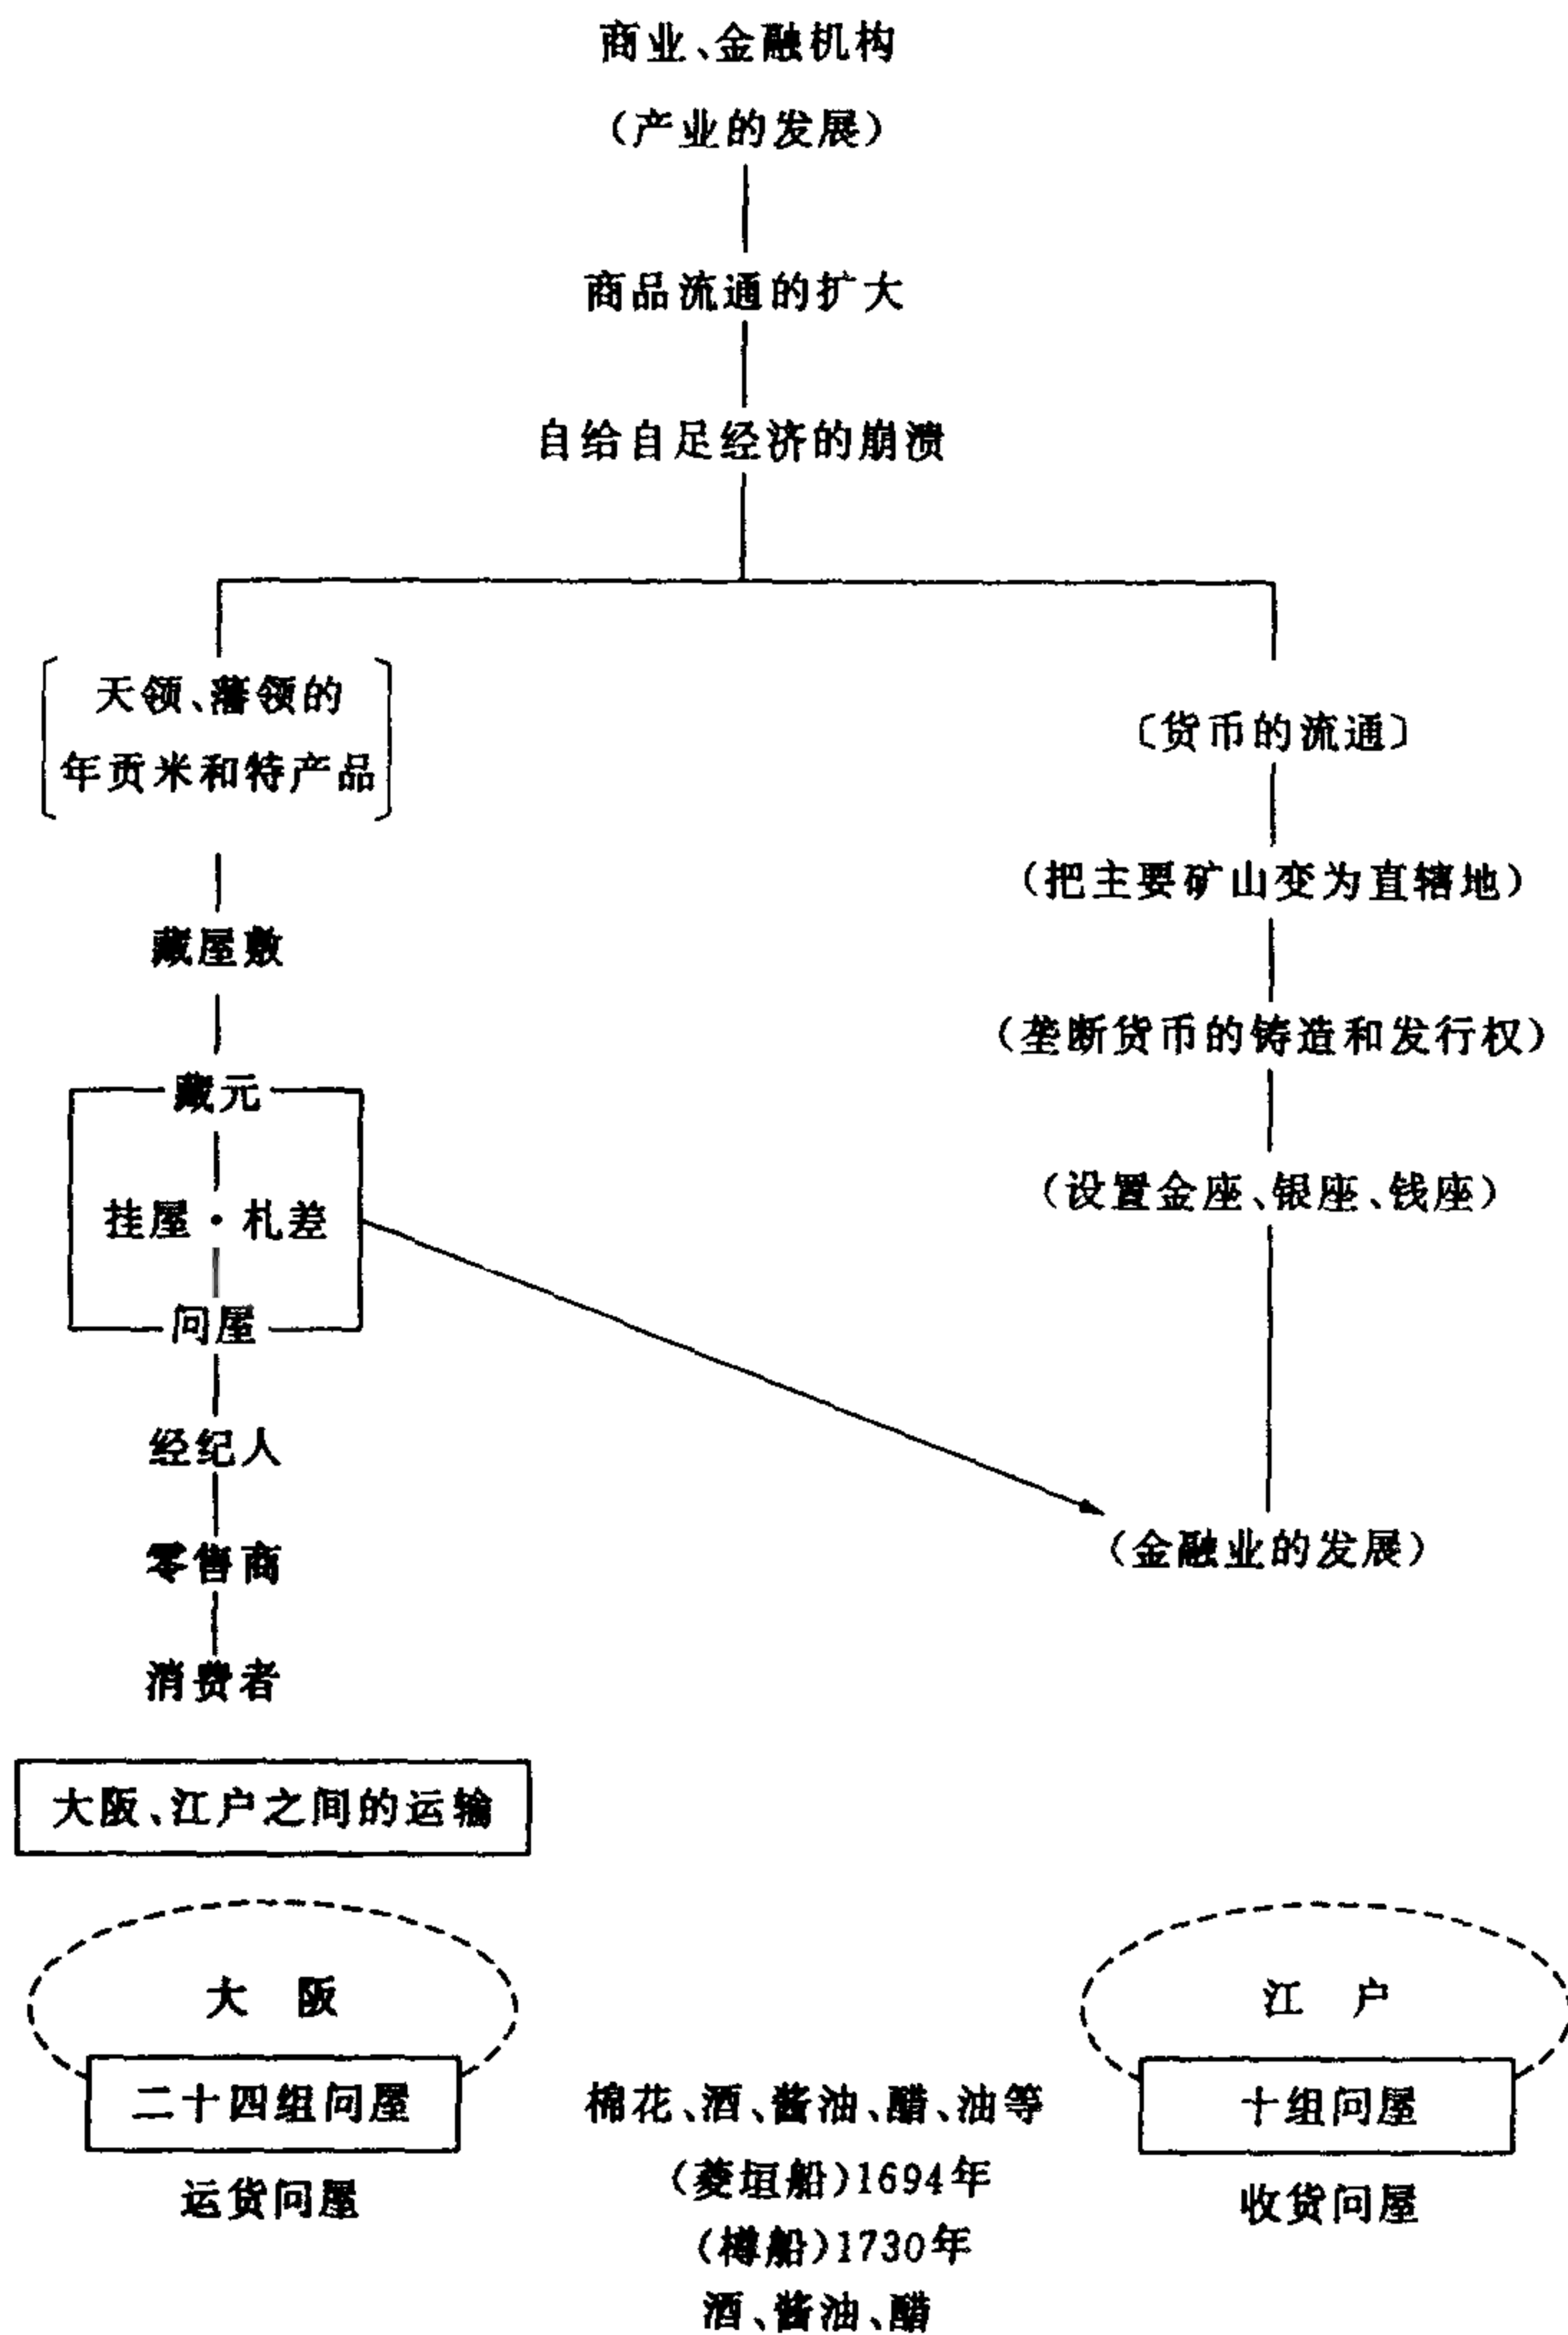 商业、金融机构
（产业的发展）
商品流通的扩大
自给自足经济的崩溃
天领、藩领的
年贡米和特产品
藏屋敷
藏元
挂屋・札差
问屋
经纪人
零售商
消费者
〔货币的流通〕
（把主要矿山变为直辖地）
（垄断货币的铸造和发行权）
（设置金座、银座、钱座）
（金融业的发展）
大阪、江户之间的运输
大 阪
二十四组问屋
运货问屋
棉花、酒、酱油、醋、油等
（菱垣船）1694年
（樽船）1730年
酒、酱油、醋
江 户
十组问屋
收货问屋